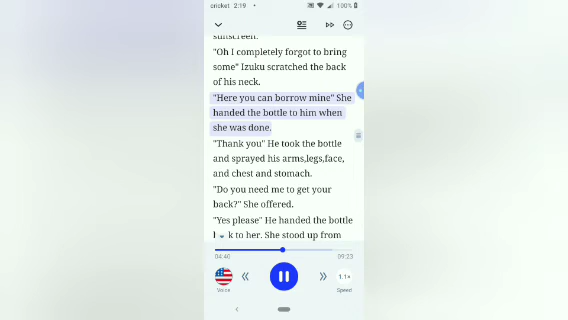 cricket 2:19 •
100%
sunscreen.
"Oh I completely forgot to bring
some" Izuku scratched the back
of his neck.
"Here you can borrow mine" She
handed the bottle to him when
she was done.
"Thank you" He took the bottle
and sprayed his arms,legs,face,
and chest and stomach.
"Do you need me to get your
back?" She offered.
"Yes please" He handed the bottle
k to her. She stood up from
04:40
09:23
1.1×
Voice
Speed